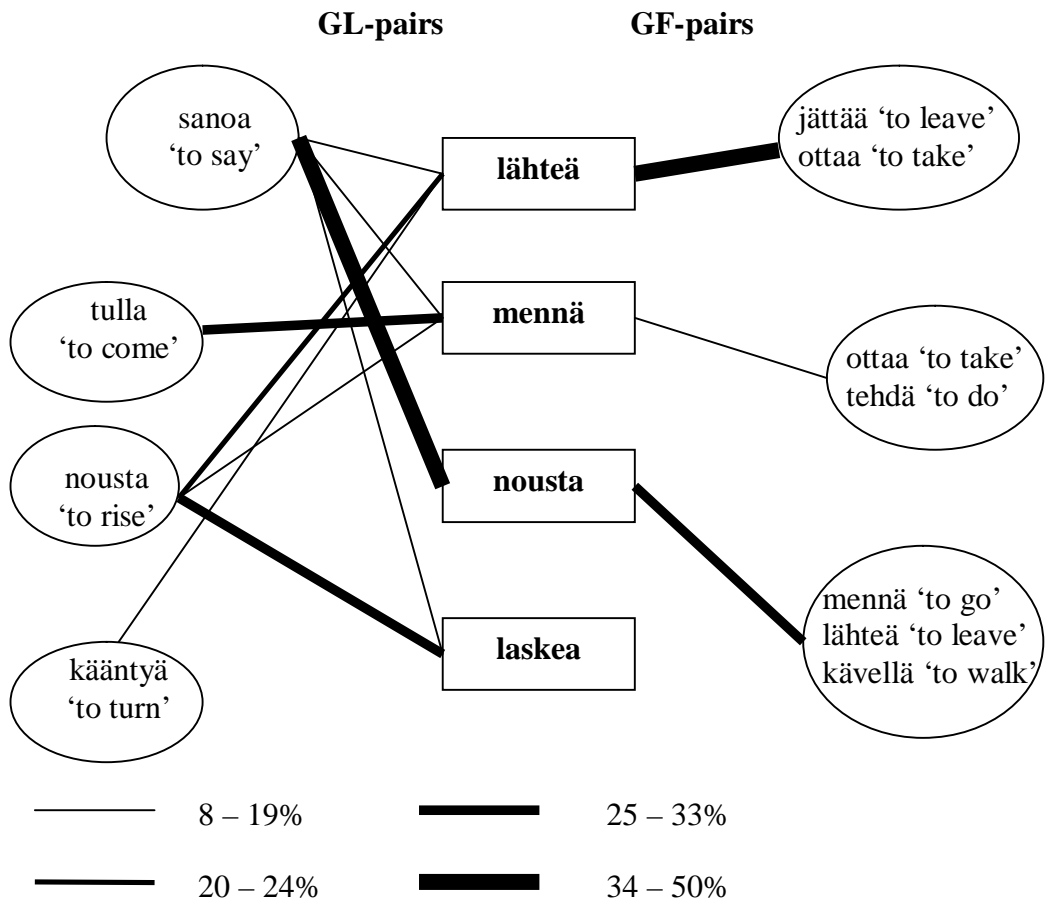 GL-pairs GF-pairs
sanoa
‘to say’
tulla
‘to come’
nousta
‘to rise’
kääntyä
‘to turn’
lähteä
mennä
nousta
laskea
jättää ‘to leave’
ottaa ‘to take’
ottaa ‘to take’
tehdä ‘to do’
mennä ‘to go’
lähteä ‘to leave’
kävellä ‘to walk’
8 – 19% 25 – 33%
20 – 24% 34 – 50%